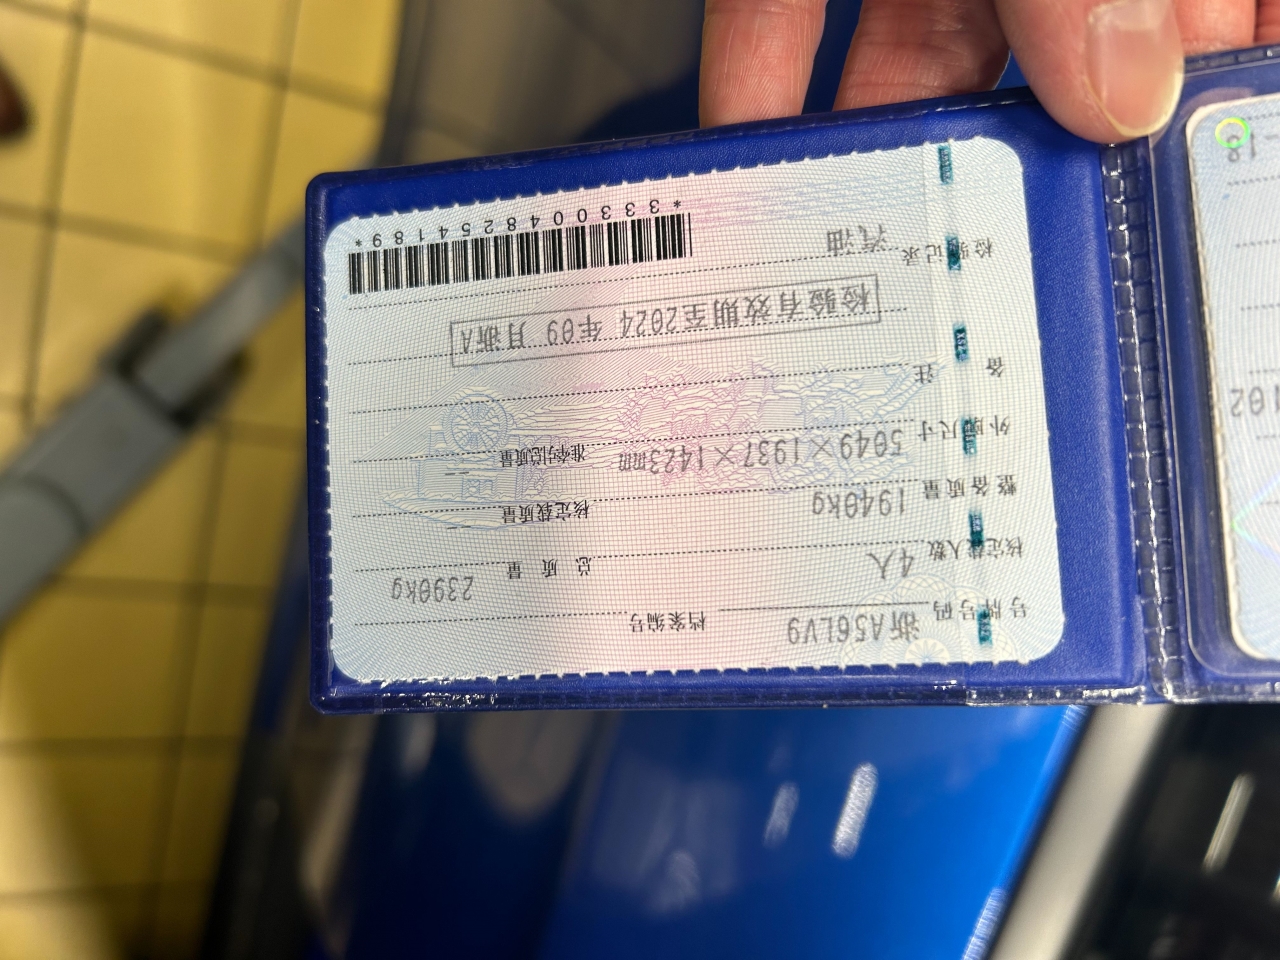 号牌号码 浙A56LV9 档案编号
核定载人数 4人 总质量 2390kg
整备质量 1940kg 核定载质量 --
外廓尺寸 5049×1937×1423mm 准牵引总质量 --
备注
检验有效期至2024年09月浙A
检验记录 汽油
*3330048254189*